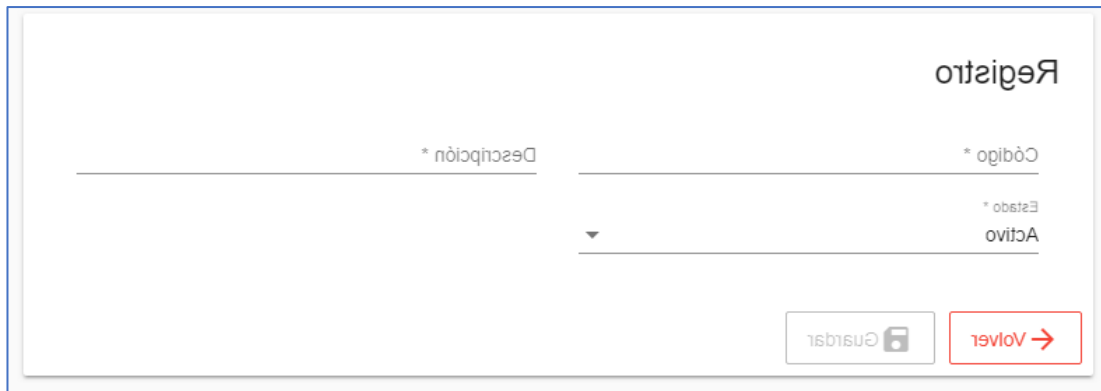 Registro
Código *
Descripción *
Estado *
Activo
Volver
Guardar